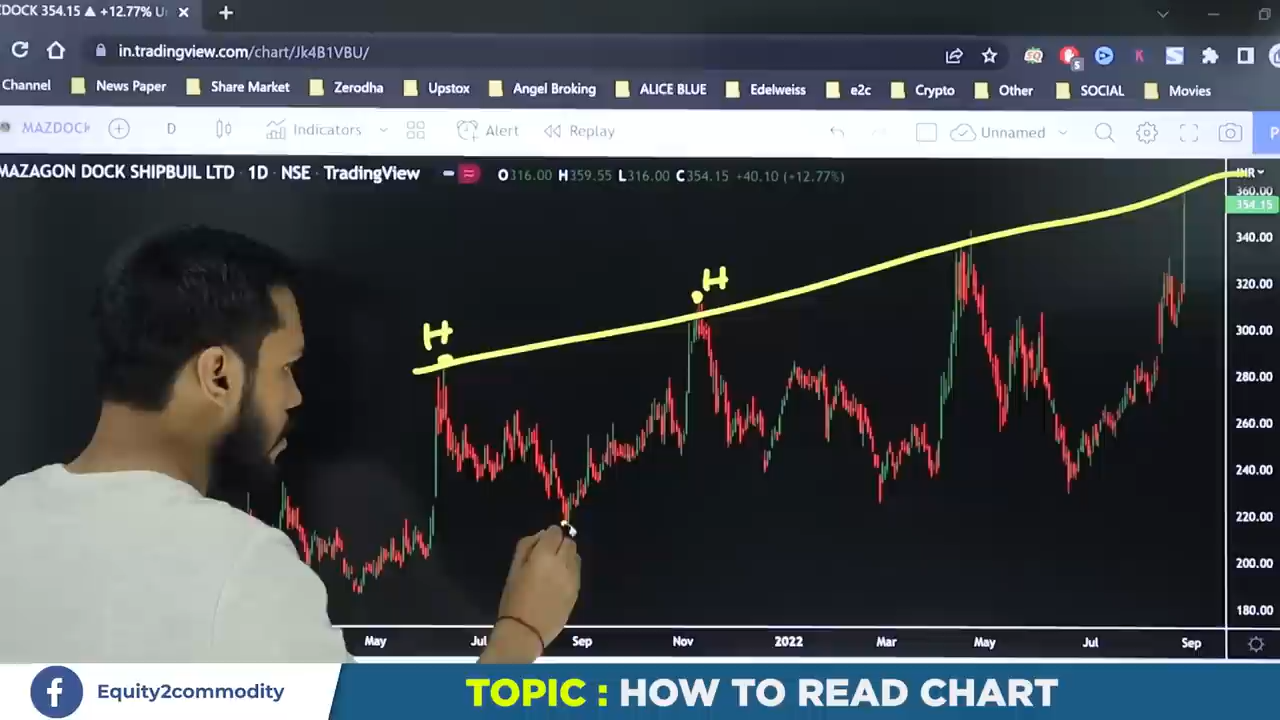 ZDOCK 354.15 ▲ +12.77% U
in.tradingview.com/chart/Jk4B1VBU/
Channel News Paper Share Market Zerodha Upstox Angel Broking ALICE BLUE Edelweiss e2c Crypto Other SOCIAL Movies
MAZDOCK D Indicators Alert Replay Unnamed P
MAZAGON DOCK SHIPBUIL LTD · 1D · NSE · TradingView O316.00 H359.55 L316.00 C354.15 +40.10 (+12.77%)
INR
360.00
354.15
340.00
H
320.00
H
300.00
280.00
260.00
240.00
220.00
200.00
180.00
May Jul Sep Nov 2022 Mar May Jul Sep
Equity2commodity
TOPIC : HOW TO READ CHART